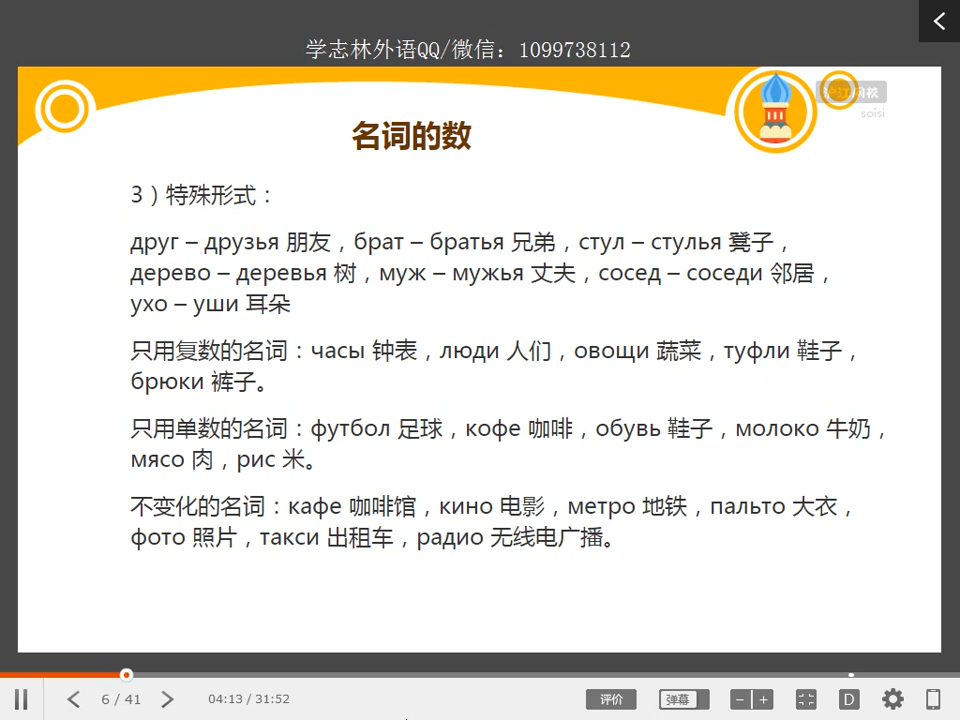 学志林外语QQ/微信：1099738112
沪江网校
soisi
名词的数
3）特殊形式：
друг – друзья 朋友，брат – братья 兄弟，стул – стулья 凳子，
дерево – деревья 树，муж – мужья 丈夫，сосед – соседи 邻居，
ухо – уши 耳朵
只用复数的名词：часы 钟表，люди 人们，овощи 蔬菜，туфли 鞋子，
брюки 裤子。
只用单数的名词：футбол 足球，кофе 咖啡，обувь 鞋子，молоко 牛奶，
мясо 肉，рис 米。
不变化的名词：кафе 咖啡馆，кино 电影，метро 地铁，пальто 大衣，
фото 照片，такси 出租车，радио 无线电广播。
6 / 41 04:13 / 31:52 评价 弹幕 D